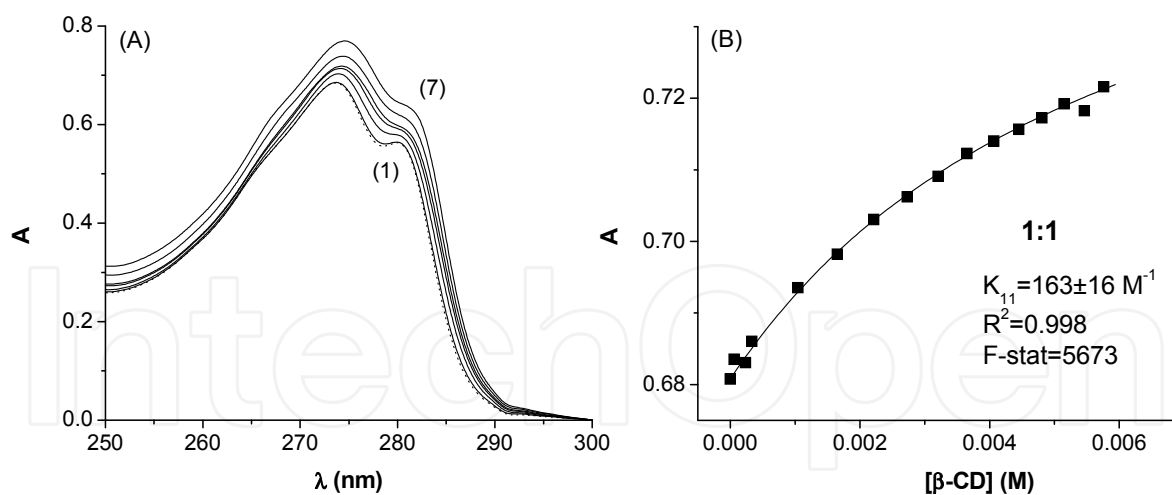 (A)
0.8
0.6
0.4
0.2
0.0
A
(7)
(1)
250 260 270 280 290 300
λ (nm)
(B)
0.72
0.70
0.68
A
1:1
K11=163±16 M-1
R2=0.998
F-stat=5673
0.000 0.002 0.004 0.006
[β-CD] (M)
IntechOpen